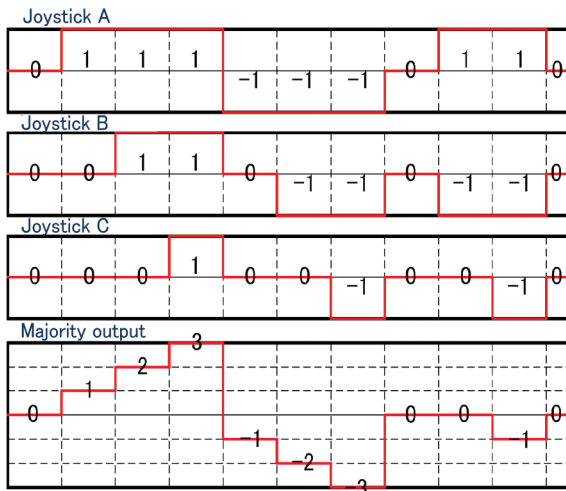 Joystick A
0 1 1 1 -1 -1 -1 0 1 1 0
Joystick B
0 0 1 1 0 -1 -1 0 -1 -1 0
Joystick C
0 0 0 1 0 0 -1 0 0 -1 0
Majority output
0 1 2 3 -1 -2 -3 0 0 -1 0